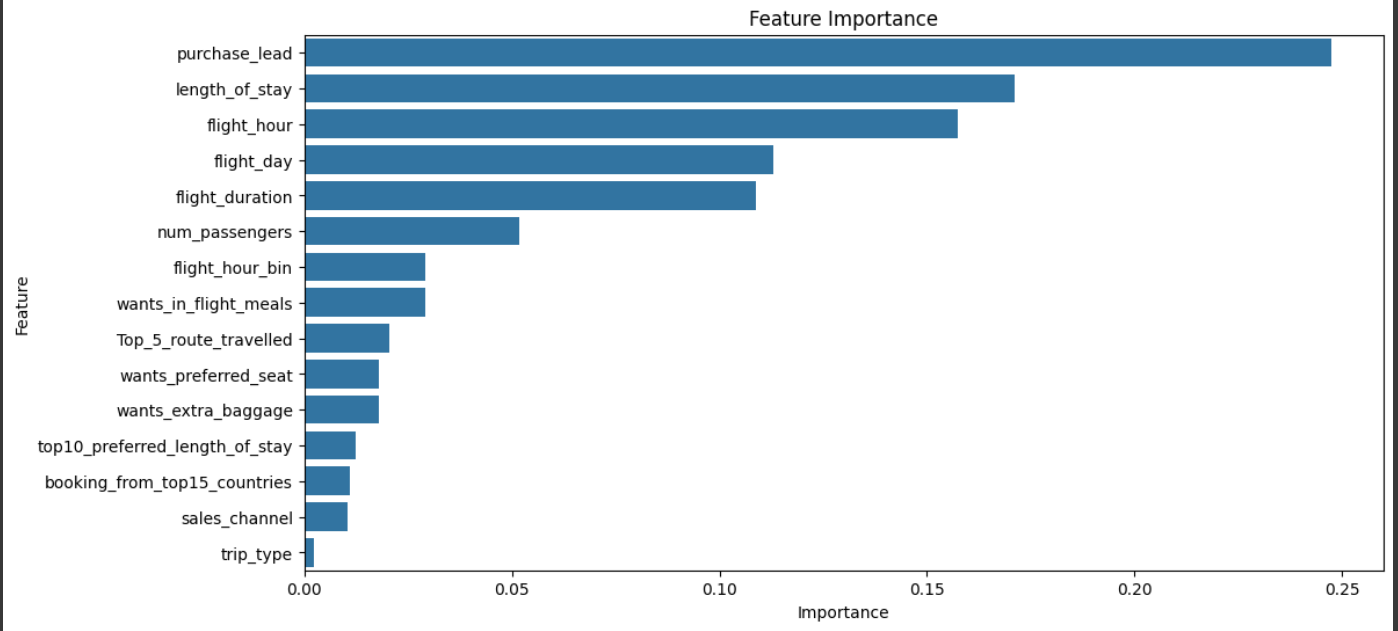 Feature Importance
purchase_lead
length_of_stay
flight_hour
flight_day
flight_duration
num_passengers
flight_hour_bin
wants_in_flight_meals
Top_5_route_travelled
wants_preferred_seat
wants_extra_baggage
top10_preferred_length_of_stay
booking_from_top15_countries
sales_channel
trip_type
Feature
0.00 0.05 0.10 0.15 0.20 0.25
Importance